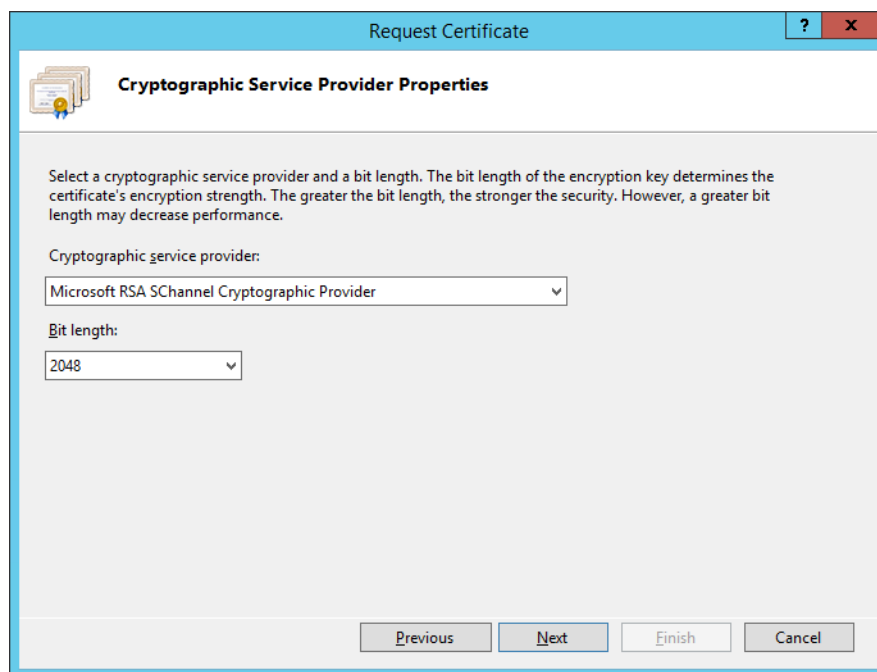 Request Certificate
? x
Cryptographic Service Provider Properties
Select a cryptographic service provider and a bit length. The bit length of the encryption key determines the
certificate's encryption strength. The greater the bit length, the stronger the security. However, a greater bit
length may decrease performance.
Cryptographic service provider:
Microsoft RSA SChannel Cryptographic Provider
Bit length:
2048
Previous Next Finish Cancel